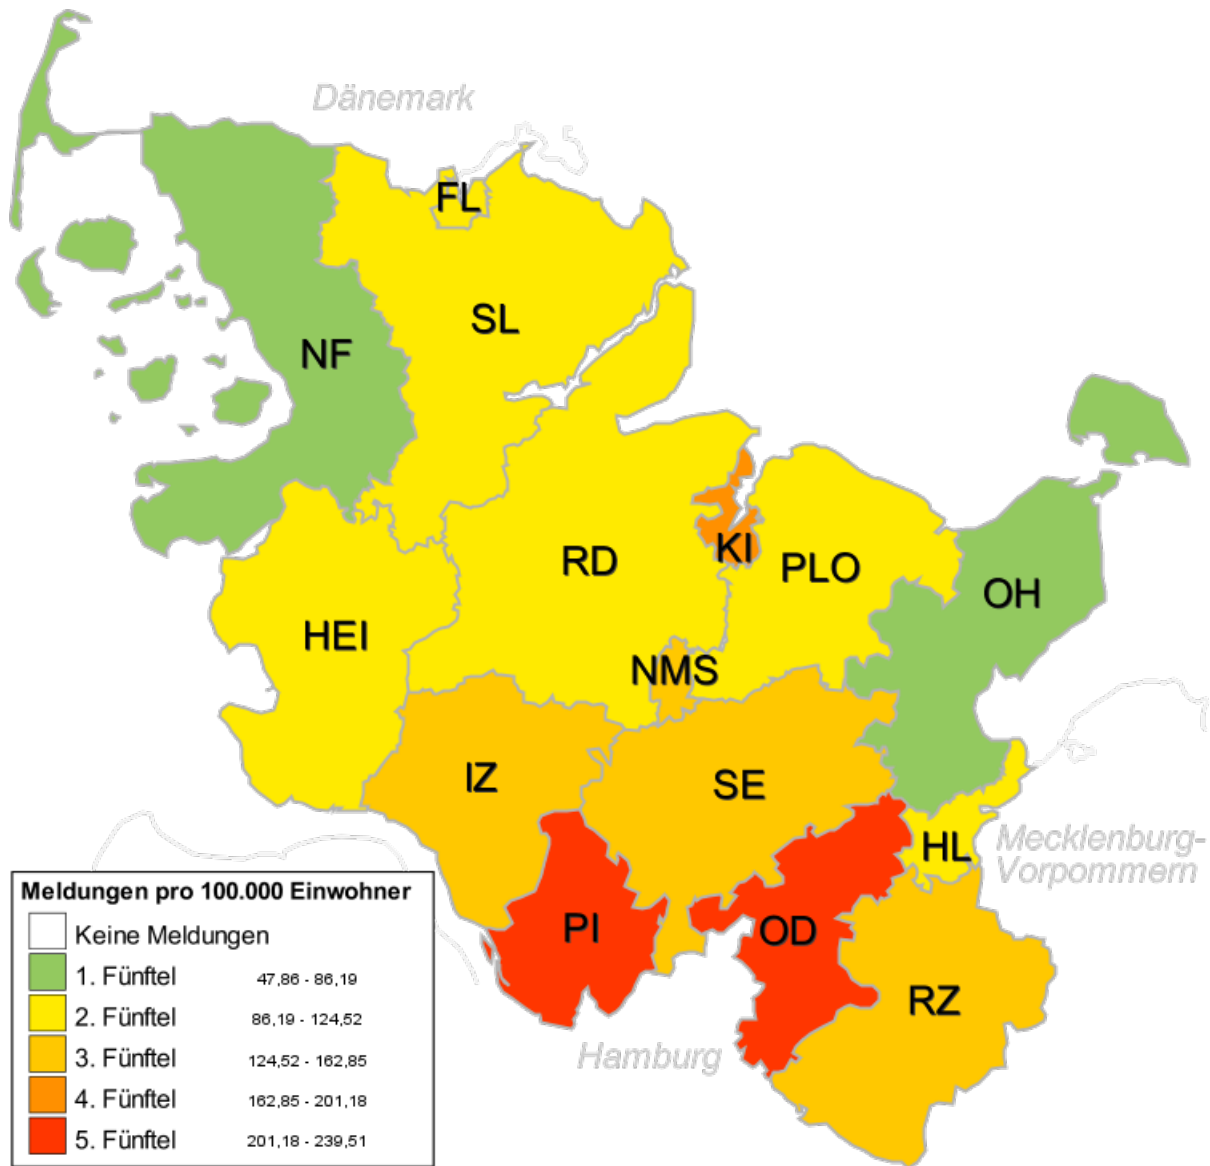 Dänemark
FL
SL
NF
RD
KI
PLO
OH
HEI
NMS
IZ
SE
HL
Mecklenburg-
Vorpommern
PI
OD
RZ
Hamburg
Meldungen pro 100.000 Einwohner
Keine Meldungen
1. Fünftel 47,86 - 86,19
2. Fünftel 86,19 - 124,52
3. Fünftel 124,52 - 162,85
4. Fünftel 162,85 - 201,18
5. Fünftel 201,18 - 239,51